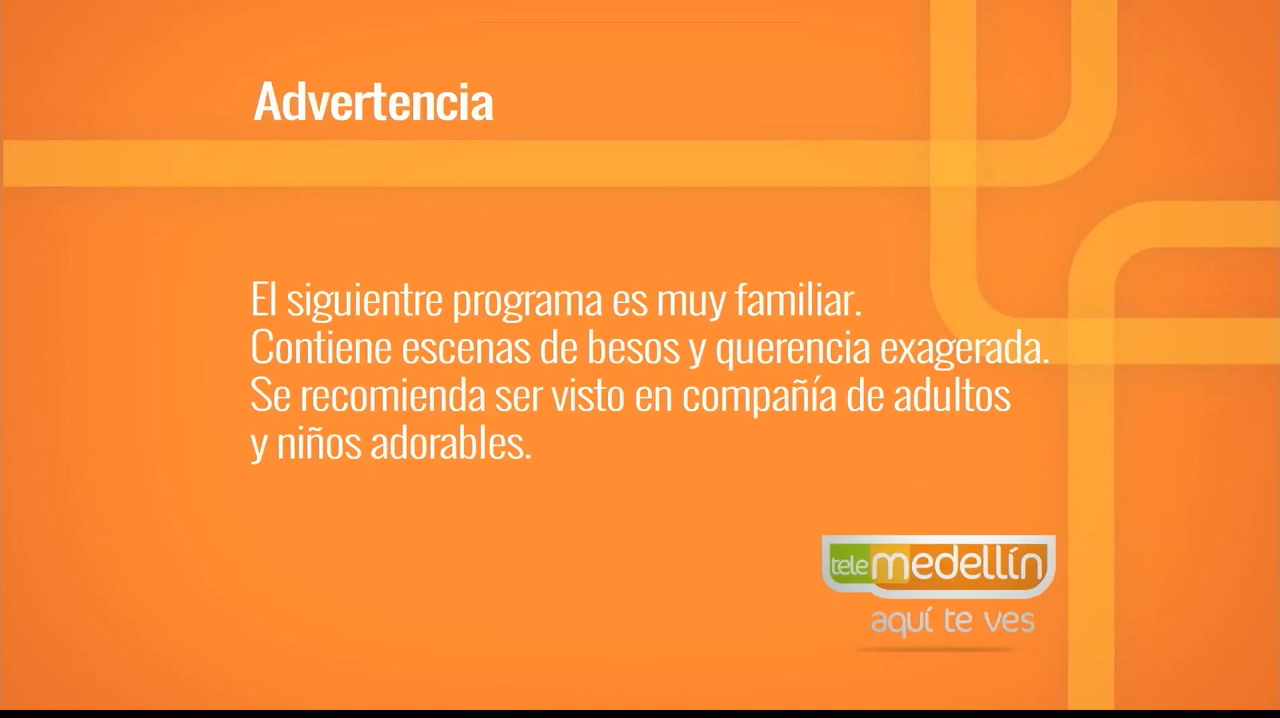 Advertencia
El siguientre programa es muy familiar.
Contiene escenas de besos y querencia exagerada.
Se recomienda ser visto en compañía de adultos
y niños adorables.
telemedellín
aquí te ves